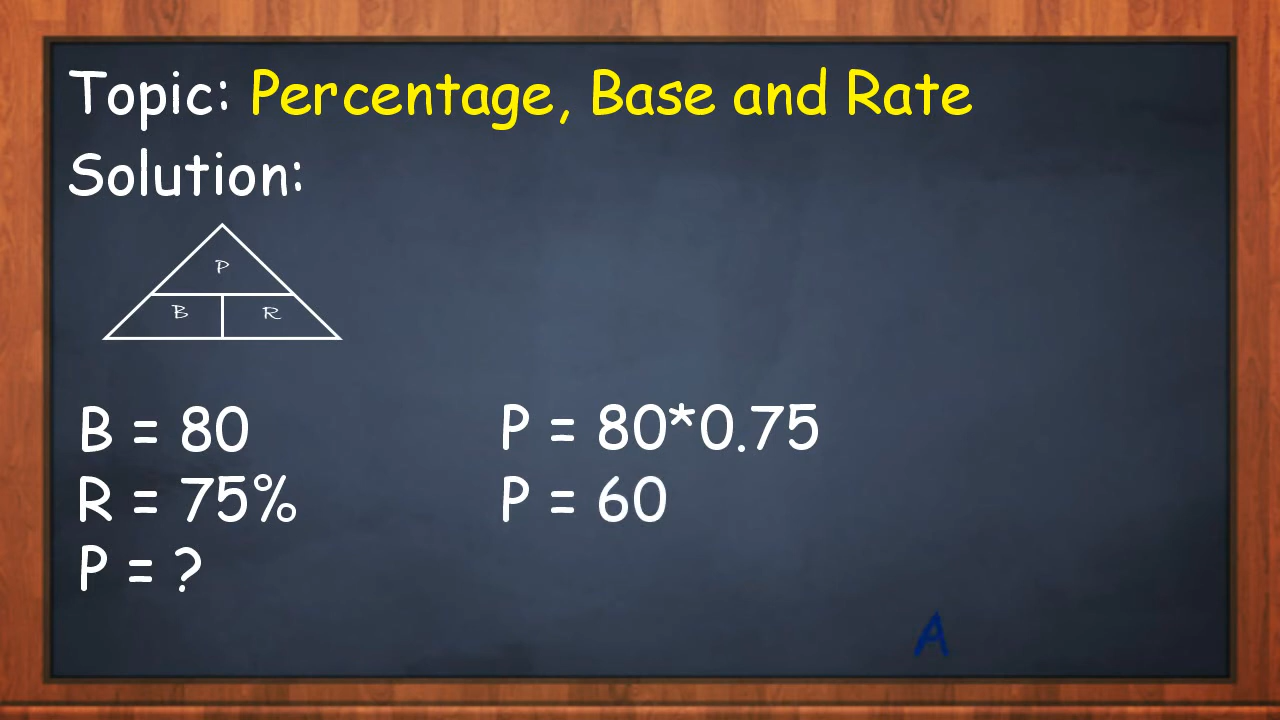 Topic: Percentage, Base and Rate
Solution:
P
B R
B = 80
R = 75%
P = ?
P = 80*0.75
P = 60
A